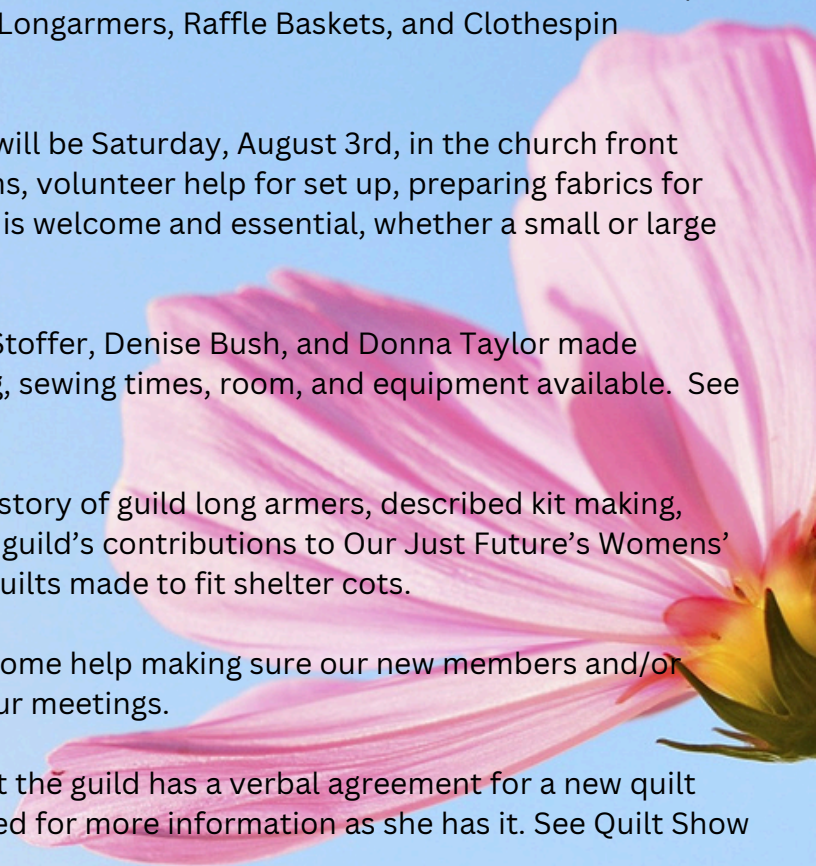 Longarmers, Raffle Baskets, and Clothespin
will be Saturday, August 3rd, in the church front
ns, volunteer help for set up, preparing fabrics for
is welcome and essential, whether a small or large
Stoffer, Denise Bush, and Donna Taylor made
g, sewing times, room, and equipment available.  See
story of guild long armers, described kit making,
guild’s contributions to Our Just Future’s Womens’
uilts made to fit shelter cots.
ome help making sure our new members and/or
ur meetings.
t the guild has a verbal agreement for a new quilt
ed for more information as she has it. See Quilt Show